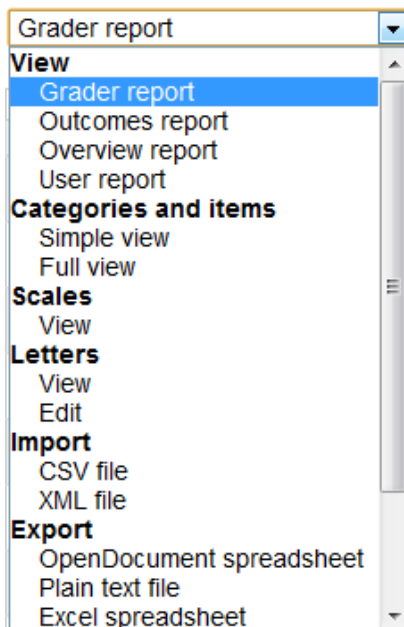 Grader report
View
Grader report
Outcomes report
Overview report
User report
Categories and items
Simple view
Full view
Scales
View
Letters
View
Edit
Import
CSV file
XML file
Export
OpenDocument spreadsheet
Plain text file
Excel spreadsheet